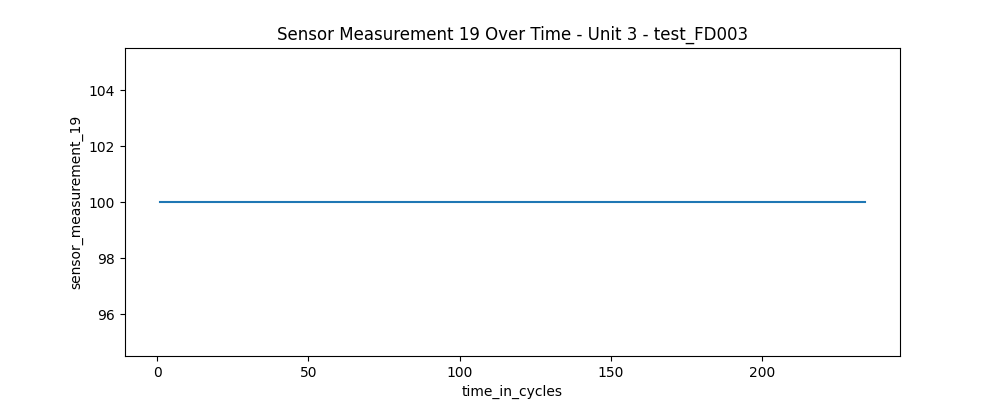 Sensor Measurement 19 Over Time - Unit 3 - test_FD003
sensor_measurement_19
104
102
100
98
96
0 50 100 150 200
time_in_cycles